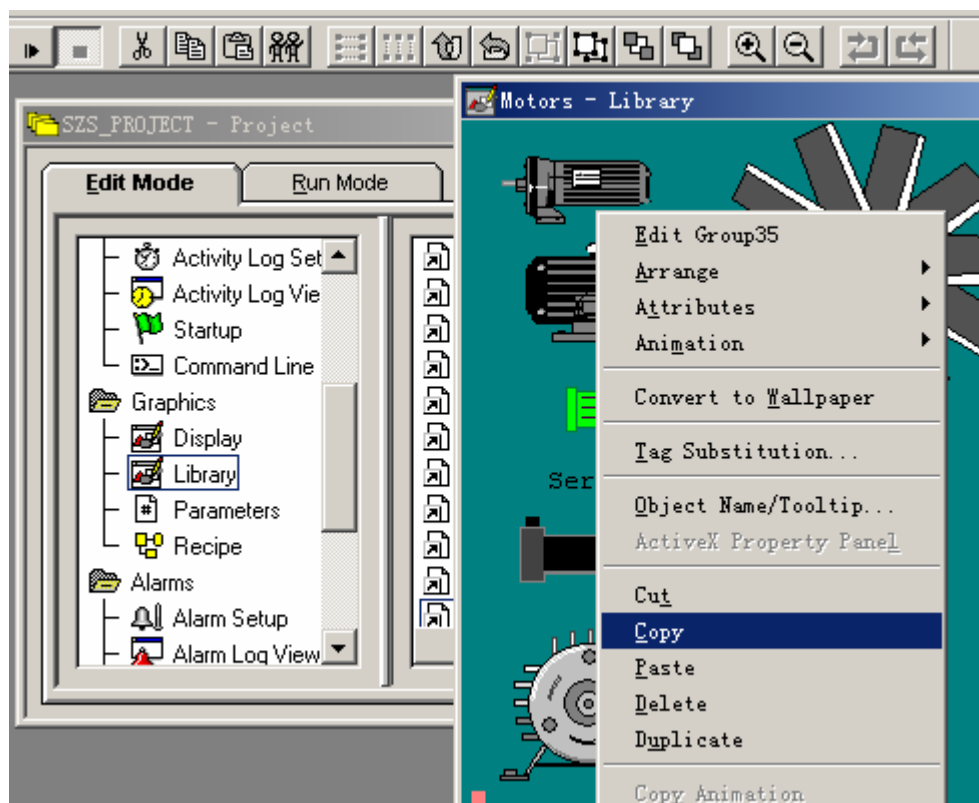 Motors - Library
SZS_PROJECT - Project
Edit Mode
Run Mode
Activity Log Set
Activity Log Vie
Startup
Command Line
Graphics
Display
Library
Parameters
Recipe
Alarms
Alarm Setup
Alarm Log View
Ser
Edit Group35
Arrange
Attributes
Animation
Convert to Wallpaper
Tag Substitution...
Object Name/Tooltip...
ActiveX Property Panel
Cut
Copy
Paste
Delete
Duplicate
Copy Animation